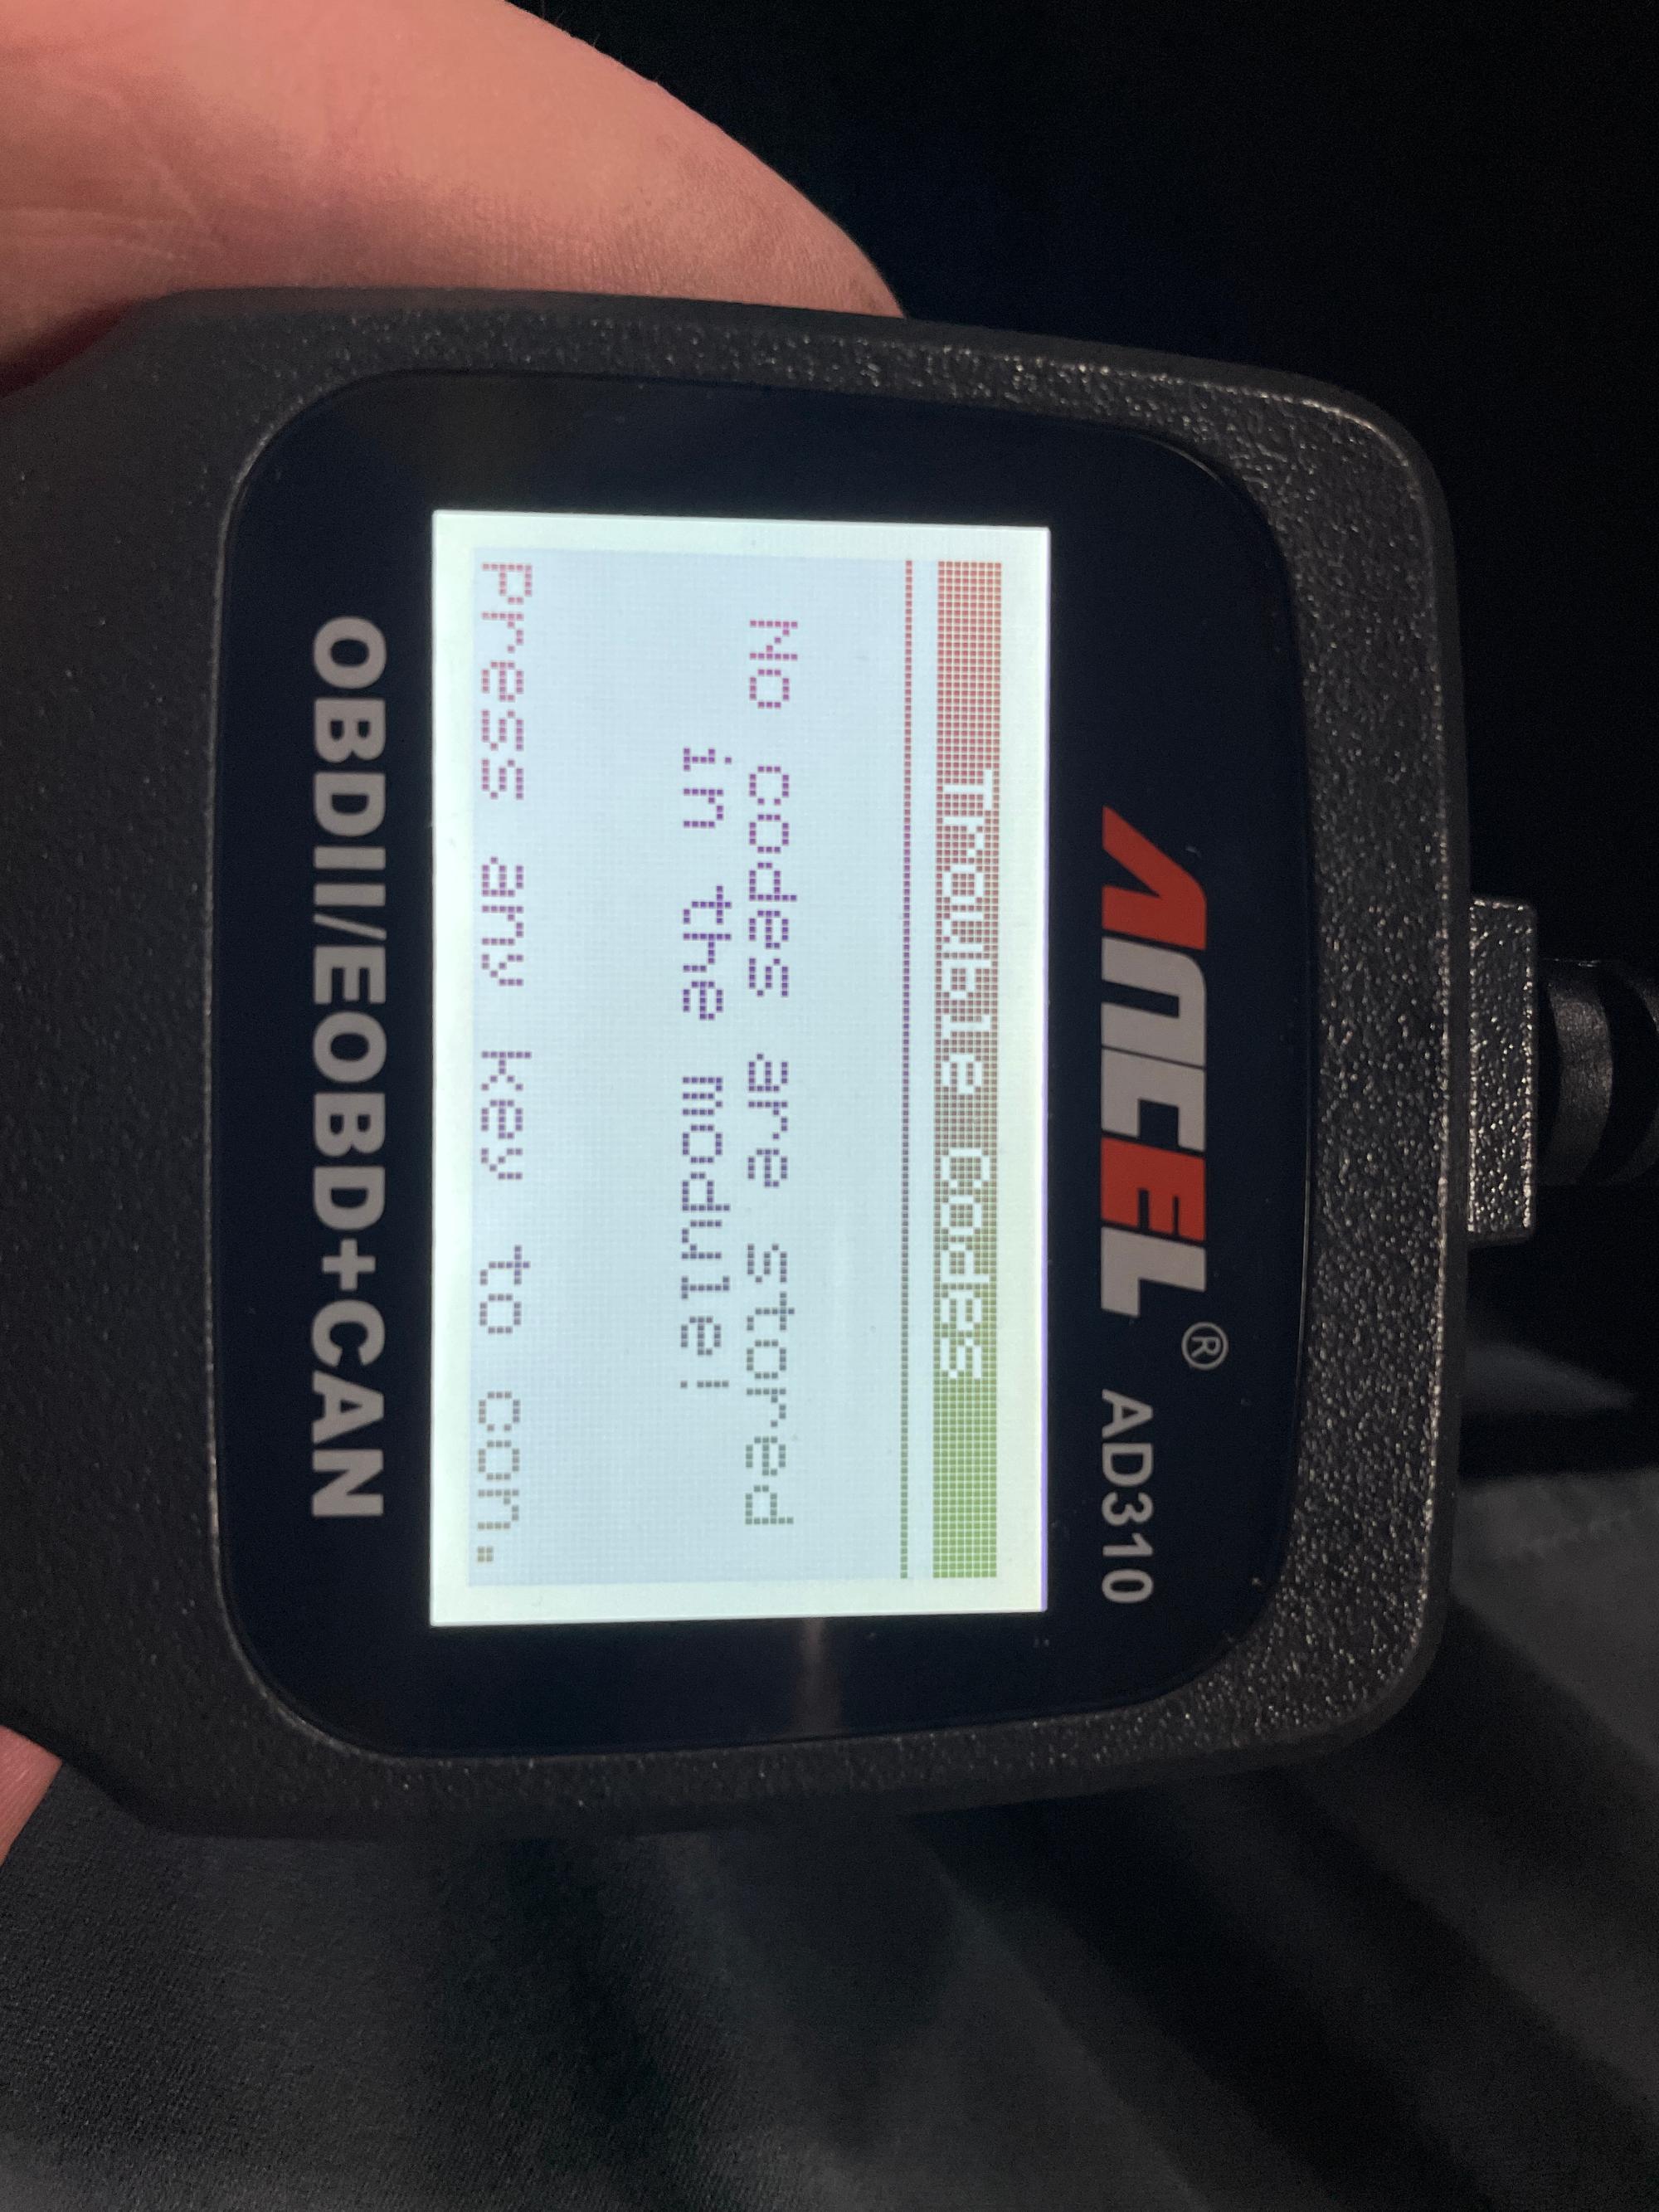 ANCEL® AD310
Trouble Codes
No codes are stored
in the module!
Press any key to con.
OBDII/EOBD+CAN